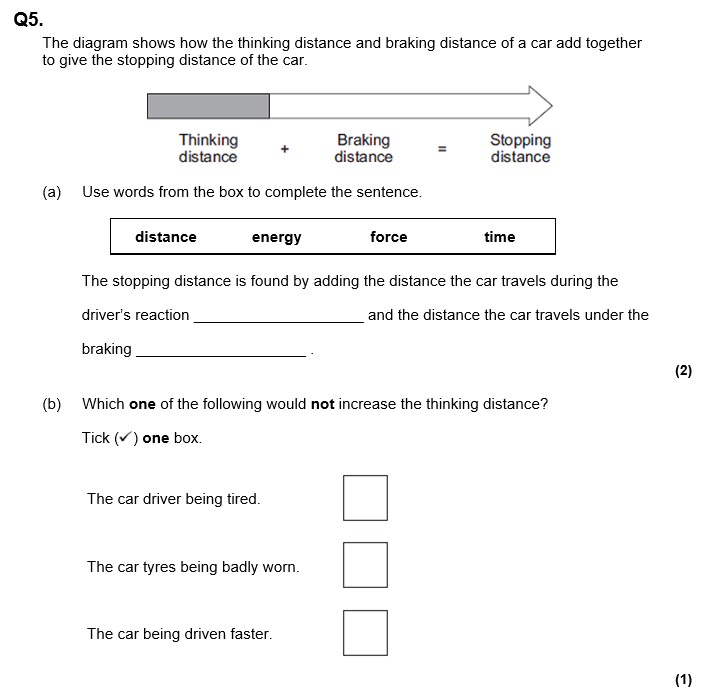 Q5.
The diagram shows how the thinking distance and braking distance of a car add together
to give the stopping distance of the car.
Thinking distance + Braking distance = Stopping distance
(a) Use words from the box to complete the sentence.
distance energy force time
The stopping distance is found by adding the distance the car travels during the
driver's reaction ______________________ and the distance the car travels under the
braking ______________________ .
(2)
(b) Which one of the following would not increase the thinking distance?
Tick (✓) one box.
The car driver being tired.
The car tyres being badly worn.
The car being driven faster.
(1)